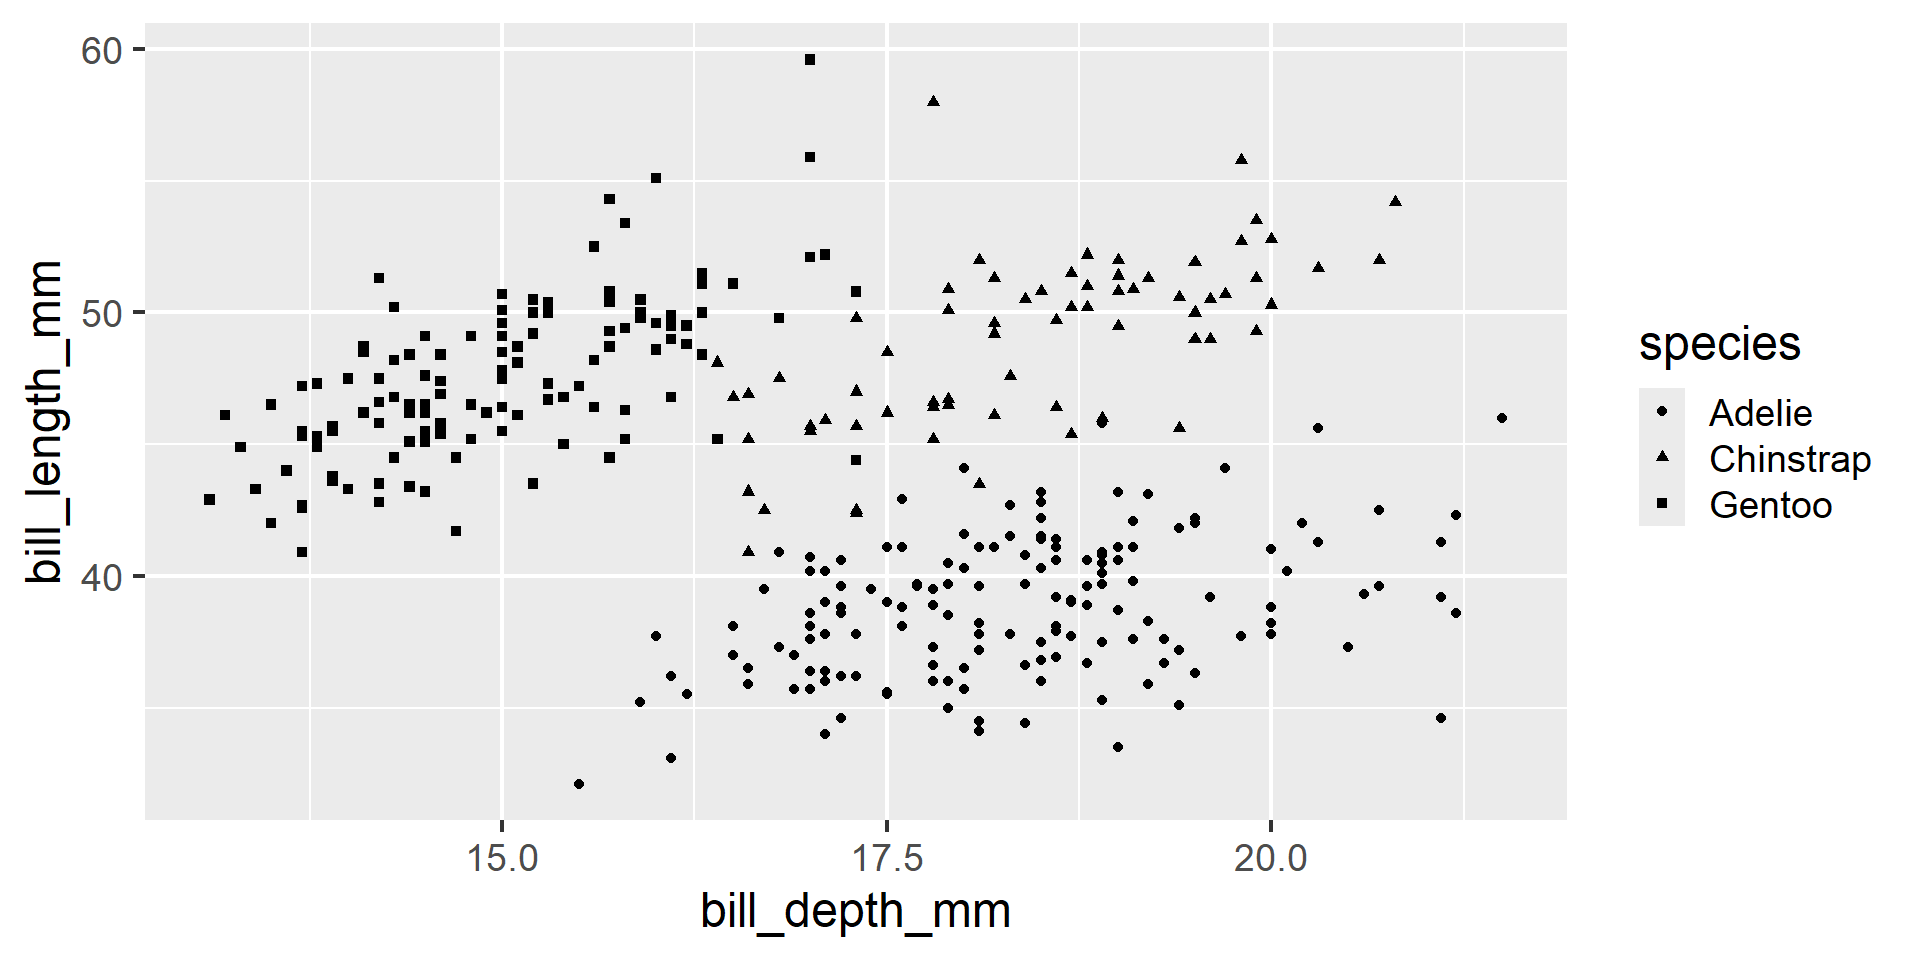 60
50
40
bill_length_mm
15.0 17.5 20.0
bill_depth_mm
species
Adelie
Chinstrap
Gentoo